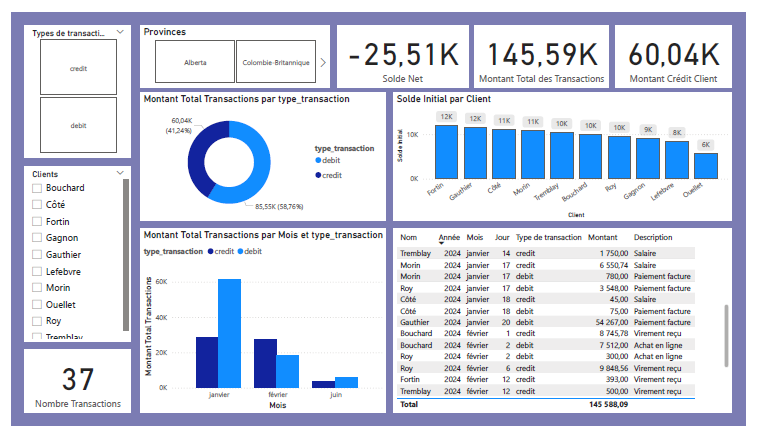 Types de transacti...
credit
debit
Provinces
Alberta
Colombie-Britannique
-25,51K
Solde Net
145,59K
Montant Total des Transactions
60,04K
Montant Crédit Client
Clients
Bouchard
Côté
Fortin
Gagnon
Gauthier
Lefebvre
Morin
Ouellet
Roy
Tremblay
37
Nombre Transactions
Montant Total Transactions par type_transaction
60,04K
(41,24%)
85,55K (58,76%)
type_transaction
debit
credit
Solde Initial par Client
Solde Initial
10K
0K
12K
12K
11K
11K
10K
10K
10K
9K
8K
6K
Fortin
Gauthier
Côté
Morin
Tremblay
Bouchard
Roy
Gagnon
Lefebvre
Ouellet
Client
Montant Total Transactions par Mois et type_transaction
type_transaction credit debit
Montant Total Transactions
60K
40K
20K
0K
janvier
février
juin
Mois
Nom Année Mois Jour Type de transaction Montant Description
Tremblay 2024 janvier 14 credit 1 750,00 Salaire
Morin 2024 janvier 17 credit 6 550,74 Salaire
Morin 2024 janvier 17 debit 780,00 Paiement facture
Roy 2024 janvier 17 debit 3 548,00 Paiement facture
Côté 2024 janvier 18 credit 45,00 Salaire
Côté 2024 janvier 18 debit 75,00 Paiement facture
Gauthier 2024 janvier 20 debit 54 267,00 Paiement facture
Bouchard 2024 février 1 credit 8 745,78 Virement reçu
Bouchard 2024 février 2 debit 7 512,00 Achat en ligne
Roy 2024 février 2 debit 300,00 Achat en ligne
Roy 2024 février 6 credit 9 848,56 Virement reçu
Fortin 2024 février 12 credit 393,00 Virement reçu
Tremblay 2024 février 12 credit 500,00 Virement reçu
Total 145 588,09